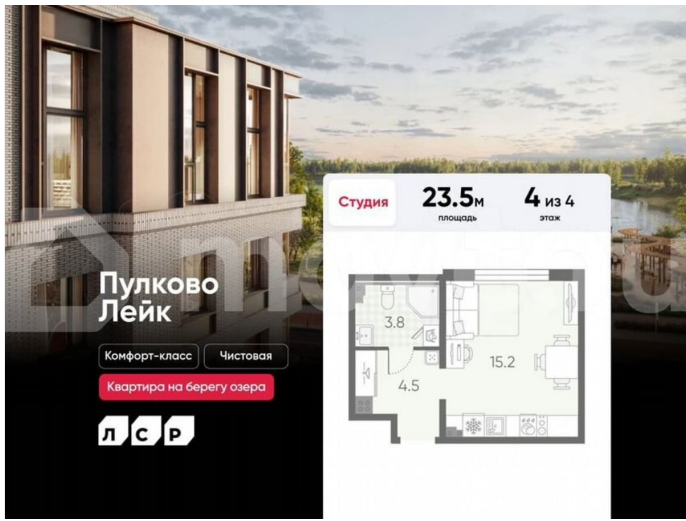 Студия
23.5м
площадь
4 из 4
этаж
Пулково
Лейк
Комфорт-класс
Чистовая
Квартира на берегу озера
ЛСР
3.8
15.2
4.5